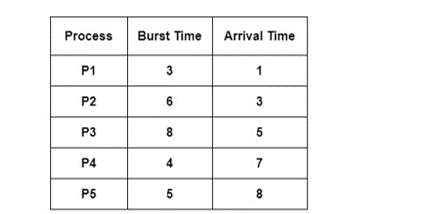 Process Burst Time Arrival Time
P1 3 1
P2 6 3
P3 8 5
P4 4 7
P5 5 8